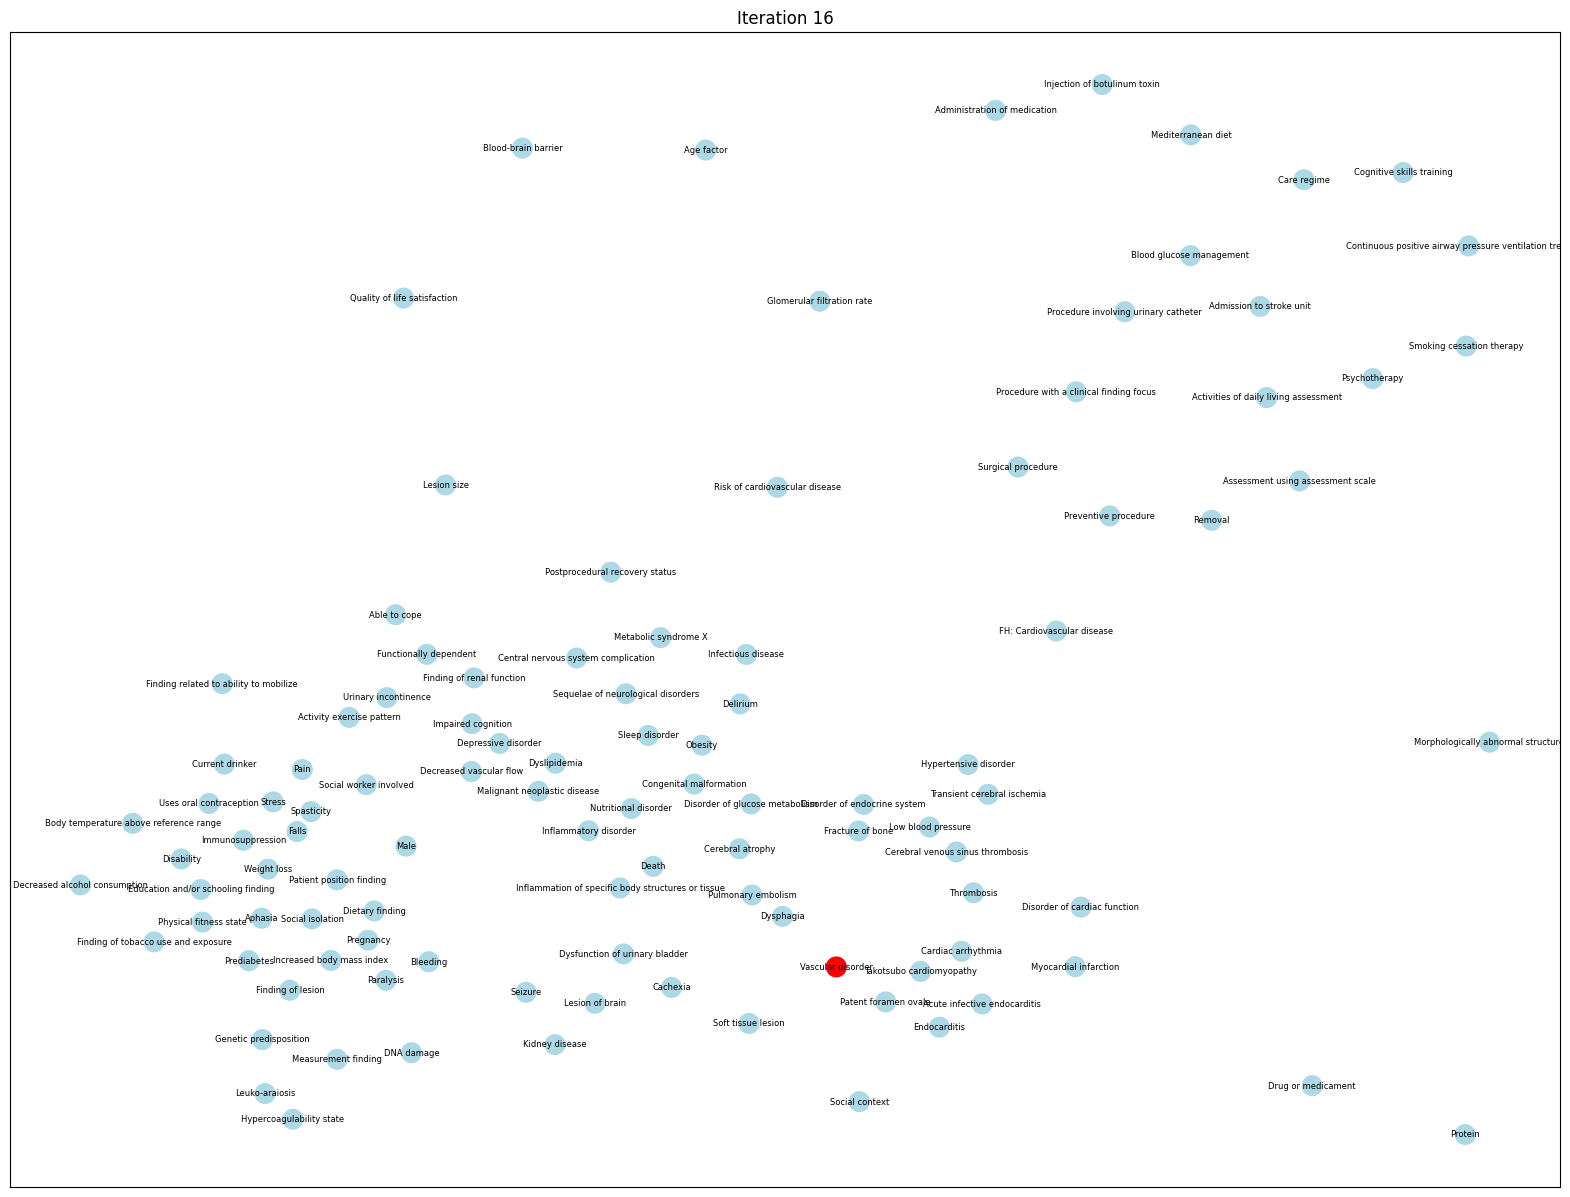 Iteration 16
Injection of botulinum toxin
Administration of medication
Mediterranean diet
Blood-brain barrier
Age factor
Cognitive skills training
Care regime
Continuous positive airway pressure ventilation tre
Blood glucose management
Quality of life satisfaction
Glomerular filtration rate
Admission to stroke unit
Procedure involving urinary catheter
Smoking cessation therapy
Psychotherapy
Procedure with a clinical finding focus
Activities of daily living assessment
Surgical procedure
Assessment using assessment scale
Lesion size
Risk of cardiovascular disease
Preventive procedure
Removal
Postprocedural recovery status
Able to cope
FH: Cardiovascular disease
Metabolic syndrome X
Functionally dependent
Central nervous system complication
Infectious disease
Finding of renal function
Finding related to ability to mobilize
Sequelae of neurological disorders
Urinary incontinence
Delirium
Activity exercise pattern
Impaired cognition
Sleep disorder
Depressive disorder
Obesity
Morphologically abnormal structure
Current drinker
Dyslipidemia
Hypertensive disorder
Pain
Decreased vascular flow
Social worker involved
Congenital malformation
Malignant neoplastic disease
Transient cerebral ischemia
Uses oral contraception
Stress
Disorder of glucose metabolism
Disorder of endocrine system
Nutritional disorder
Spasticity
Body temperature above reference range
Low blood pressure
Falls
Inflammatory disorder
Fracture of bone
Immunosuppression
Male
Cerebral atrophy
Cerebral venous sinus thrombosis
Disability
Death
Weight loss
Patient position finding
Decreased alcohol consumption
Education and/or schooling finding
Inflammation of specific body structures or tissue
Thrombosis
Pulmonary embolism
Disorder of cardiac function
Dietary finding
Dysphagia
Aphasia
Social isolation
Physical fitness state
Pregnancy
Finding of tobacco use and exposure
Cardiac arrhythmia
Dysfunction of urinary bladder
Prediabetes
Increased body mass index
Bleeding
Vascular disorder
Myocardial infarction
Takotsubo cardiomyopathy
Paralysis
Cachexia
Finding of lesion
Seizure
Patent foramen ovale
Lesion of brain
Acute infective endocarditis
Soft tissue lesion
Endocarditis
Genetic predisposition
Kidney disease
DNA damage
Measurement finding
Drug or medicament
Leuko-araiosis
Social context
Hypercoagulability state
Protein